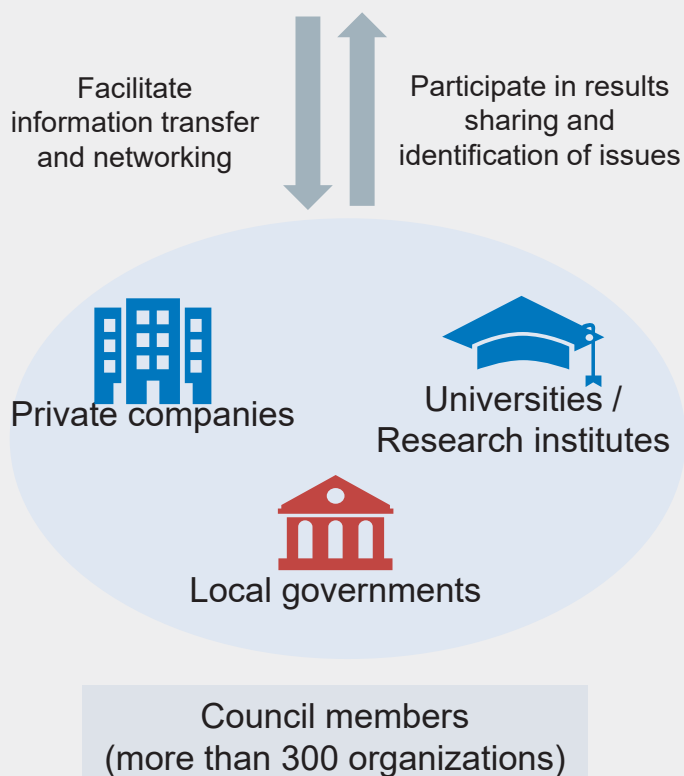 Facilitate
information transfer
and networking
Participate in results
sharing and
identification of issues
Private companies
Universities /
Research institutes
Local governments
Council members
(more than 300 organizations)